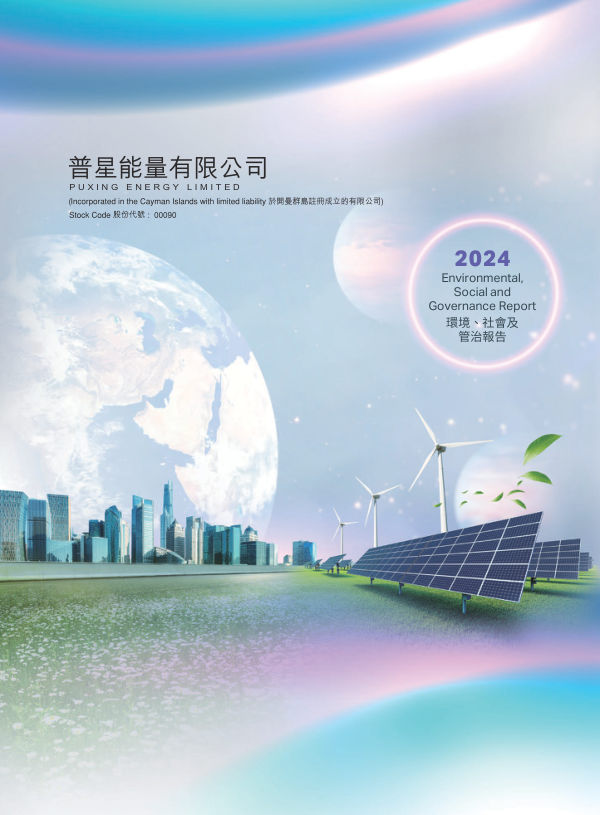 普星能量有限公司
PUXING ENERGY LIMITED
(Incorporated in the Cayman Islands with limited liability 於開曼群島註冊成立的有限公司)
Stock Code 股份代號：00090
2024
Environmental,
Social and
Governance Report
環境、社會及
管治報告